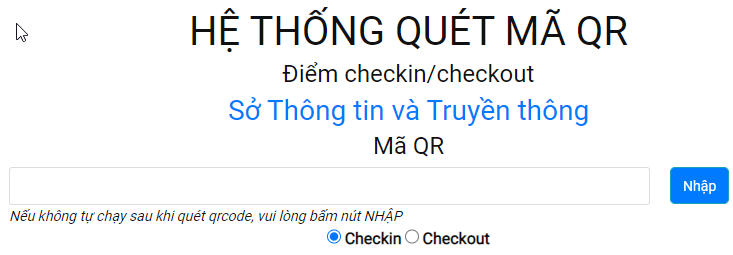 HỆ THỐNG QUÉT MÃ QR
Điểm checkin/checkout
Sở Thông tin và Truyền thông
Mã QR
Nhập
Nếu không tự chạy sau khi quét qrcode, vui lòng bấm nút NHẬP
Checkin Checkout